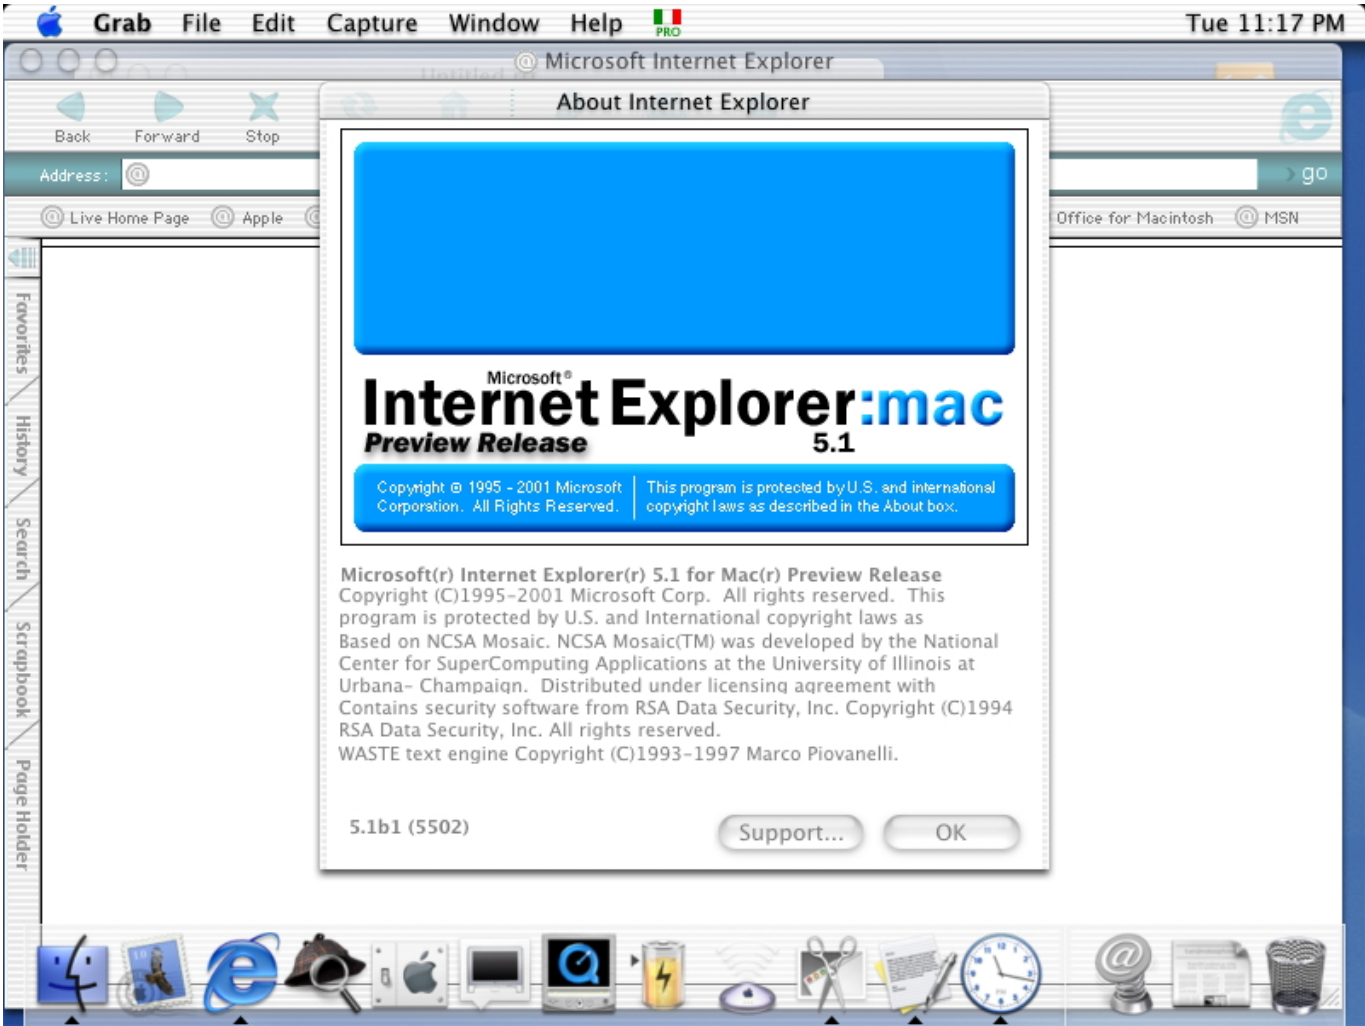 Grab File Edit Capture Window Help PRO Tue 11:17 PM
@ Microsoft Internet Explorer
About Internet Explorer
Back Forward Stop
Address: @ go
@ Live Home Page @ Apple Office for Macintosh @ MSN
Favorites
History
Search
Scrapbook
Page Holder
Microsoft®
Internet Explorer:mac
Preview Release 5.1
Copyright © 1995 - 2001 Microsoft
Corporation. All Rights Reserved.
This program is protected by U.S. and international
copyright laws as described in the About box.
Microsoft(r) Internet Explorer(r) 5.1 for Mac(r) Preview Release
Copyright (C)1995-2001 Microsoft Corp. All rights reserved. This
program is protected by U.S. and International copyright laws as
Based on NCSA Mosaic. NCSA Mosaic(TM) was developed by the National
Center for SuperComputing Applications at the University of Illinois at
Urbana- Champaign. Distributed under licensing agreement with
Contains security software from RSA Data Security, Inc. Copyright (C)1994
RSA Data Security, Inc. All rights reserved.
WASTE text engine Copyright (C)1993-1997 Marco Piovanelli.
5.1b1 (5502)
Support... OK